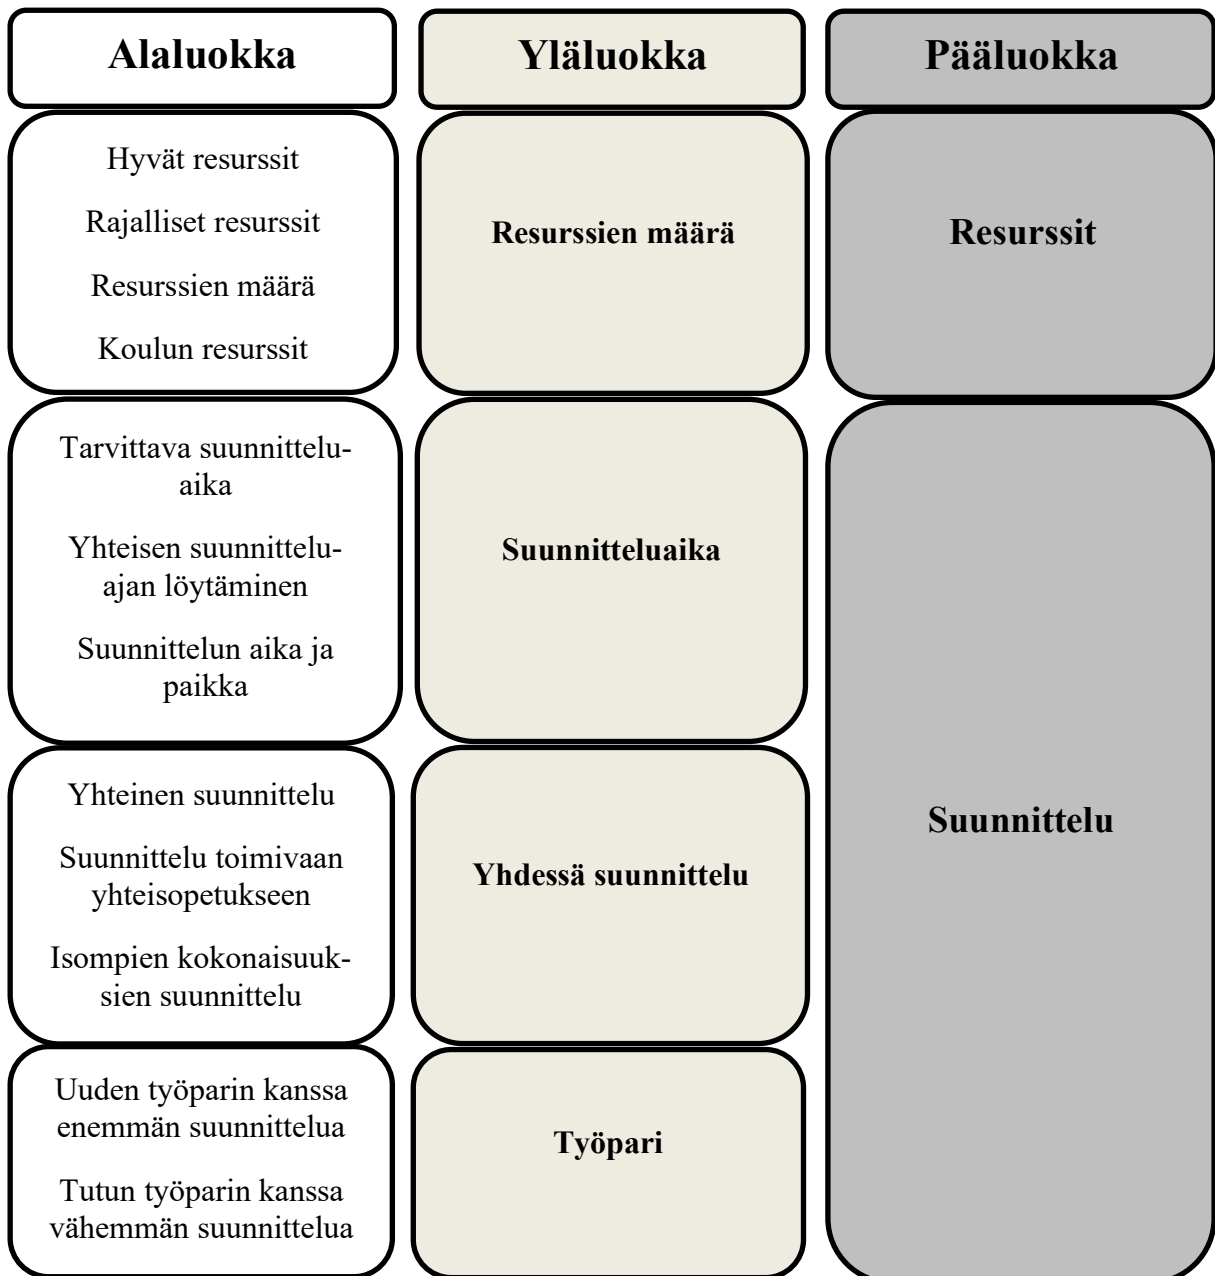 Alaluokka
Yläluokka
Pääluokka
Hyvät resurssit
Rajalliset resurssit
Resurssien määrä
Koulun resurssit
Resurssien määrä
Resurssit
Tarvittava suunnittelu-
aika
Yhteisen suunnittelu-
ajan löytäminen
Suunnittelun aika ja
paikka
Suunnitteluaika
Yhteinen suunnittelu
Suunnittelu toimivaan
yhteisopetukseen
Isompien kokonaisuuk-
sien suunnittelu
Yhdessä suunnittelu
Uuden työparin kanssa
enemmän suunnittelua
Tutun työparin kanssa
vähemmän suunnittelua
Työpari
Suunnittelu